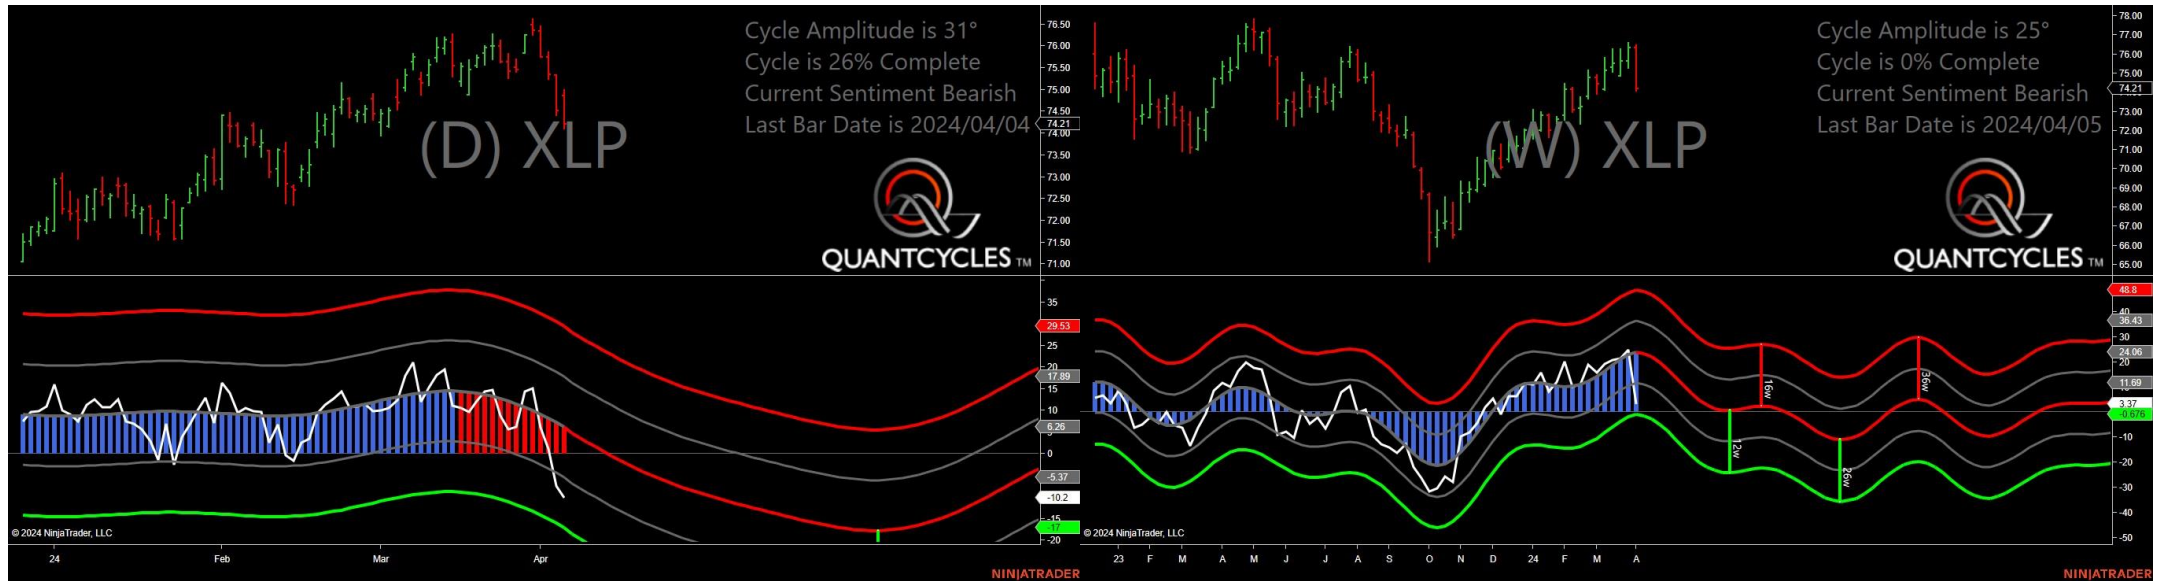 Cycle Amplitude is 31°
Cycle is 26% Complete
Current Sentiment Bearish
Last Bar Date is 2024/04/04
(D) XLP
QUANTCYCLES TM
76.50
76.00
75.50
75.00
74.50
74.21
74.00
73.50
73.00
72.50
72.00
71.50
71.00
35
29.53
25
20
17.89
15
10
6.26
0
-5.37
-10.2
-15
-17
-20
© 2024 NinjaTrader, LLC
24 Feb Mar Apr
NINJATRADER
Cycle Amplitude is 25°
Cycle is 0% Complete
Current Sentiment Bearish
Last Bar Date is 2024/04/05
(W) XLP
QUANTCYCLES TM
78.00
77.00
76.00
75.00
74.21
73.00
72.00
71.00
70.00
69.00
68.00
67.00
66.00
65.00
48.8
40
36.43
30
24.06
20
11.69
3.37
-0.676
-10
-20
-30
-40
-50
12w
16w
26w
36w
© 2024 NinjaTrader, LLC
23 F M A M J J A S O N D 24 F M A
NINJATRADER